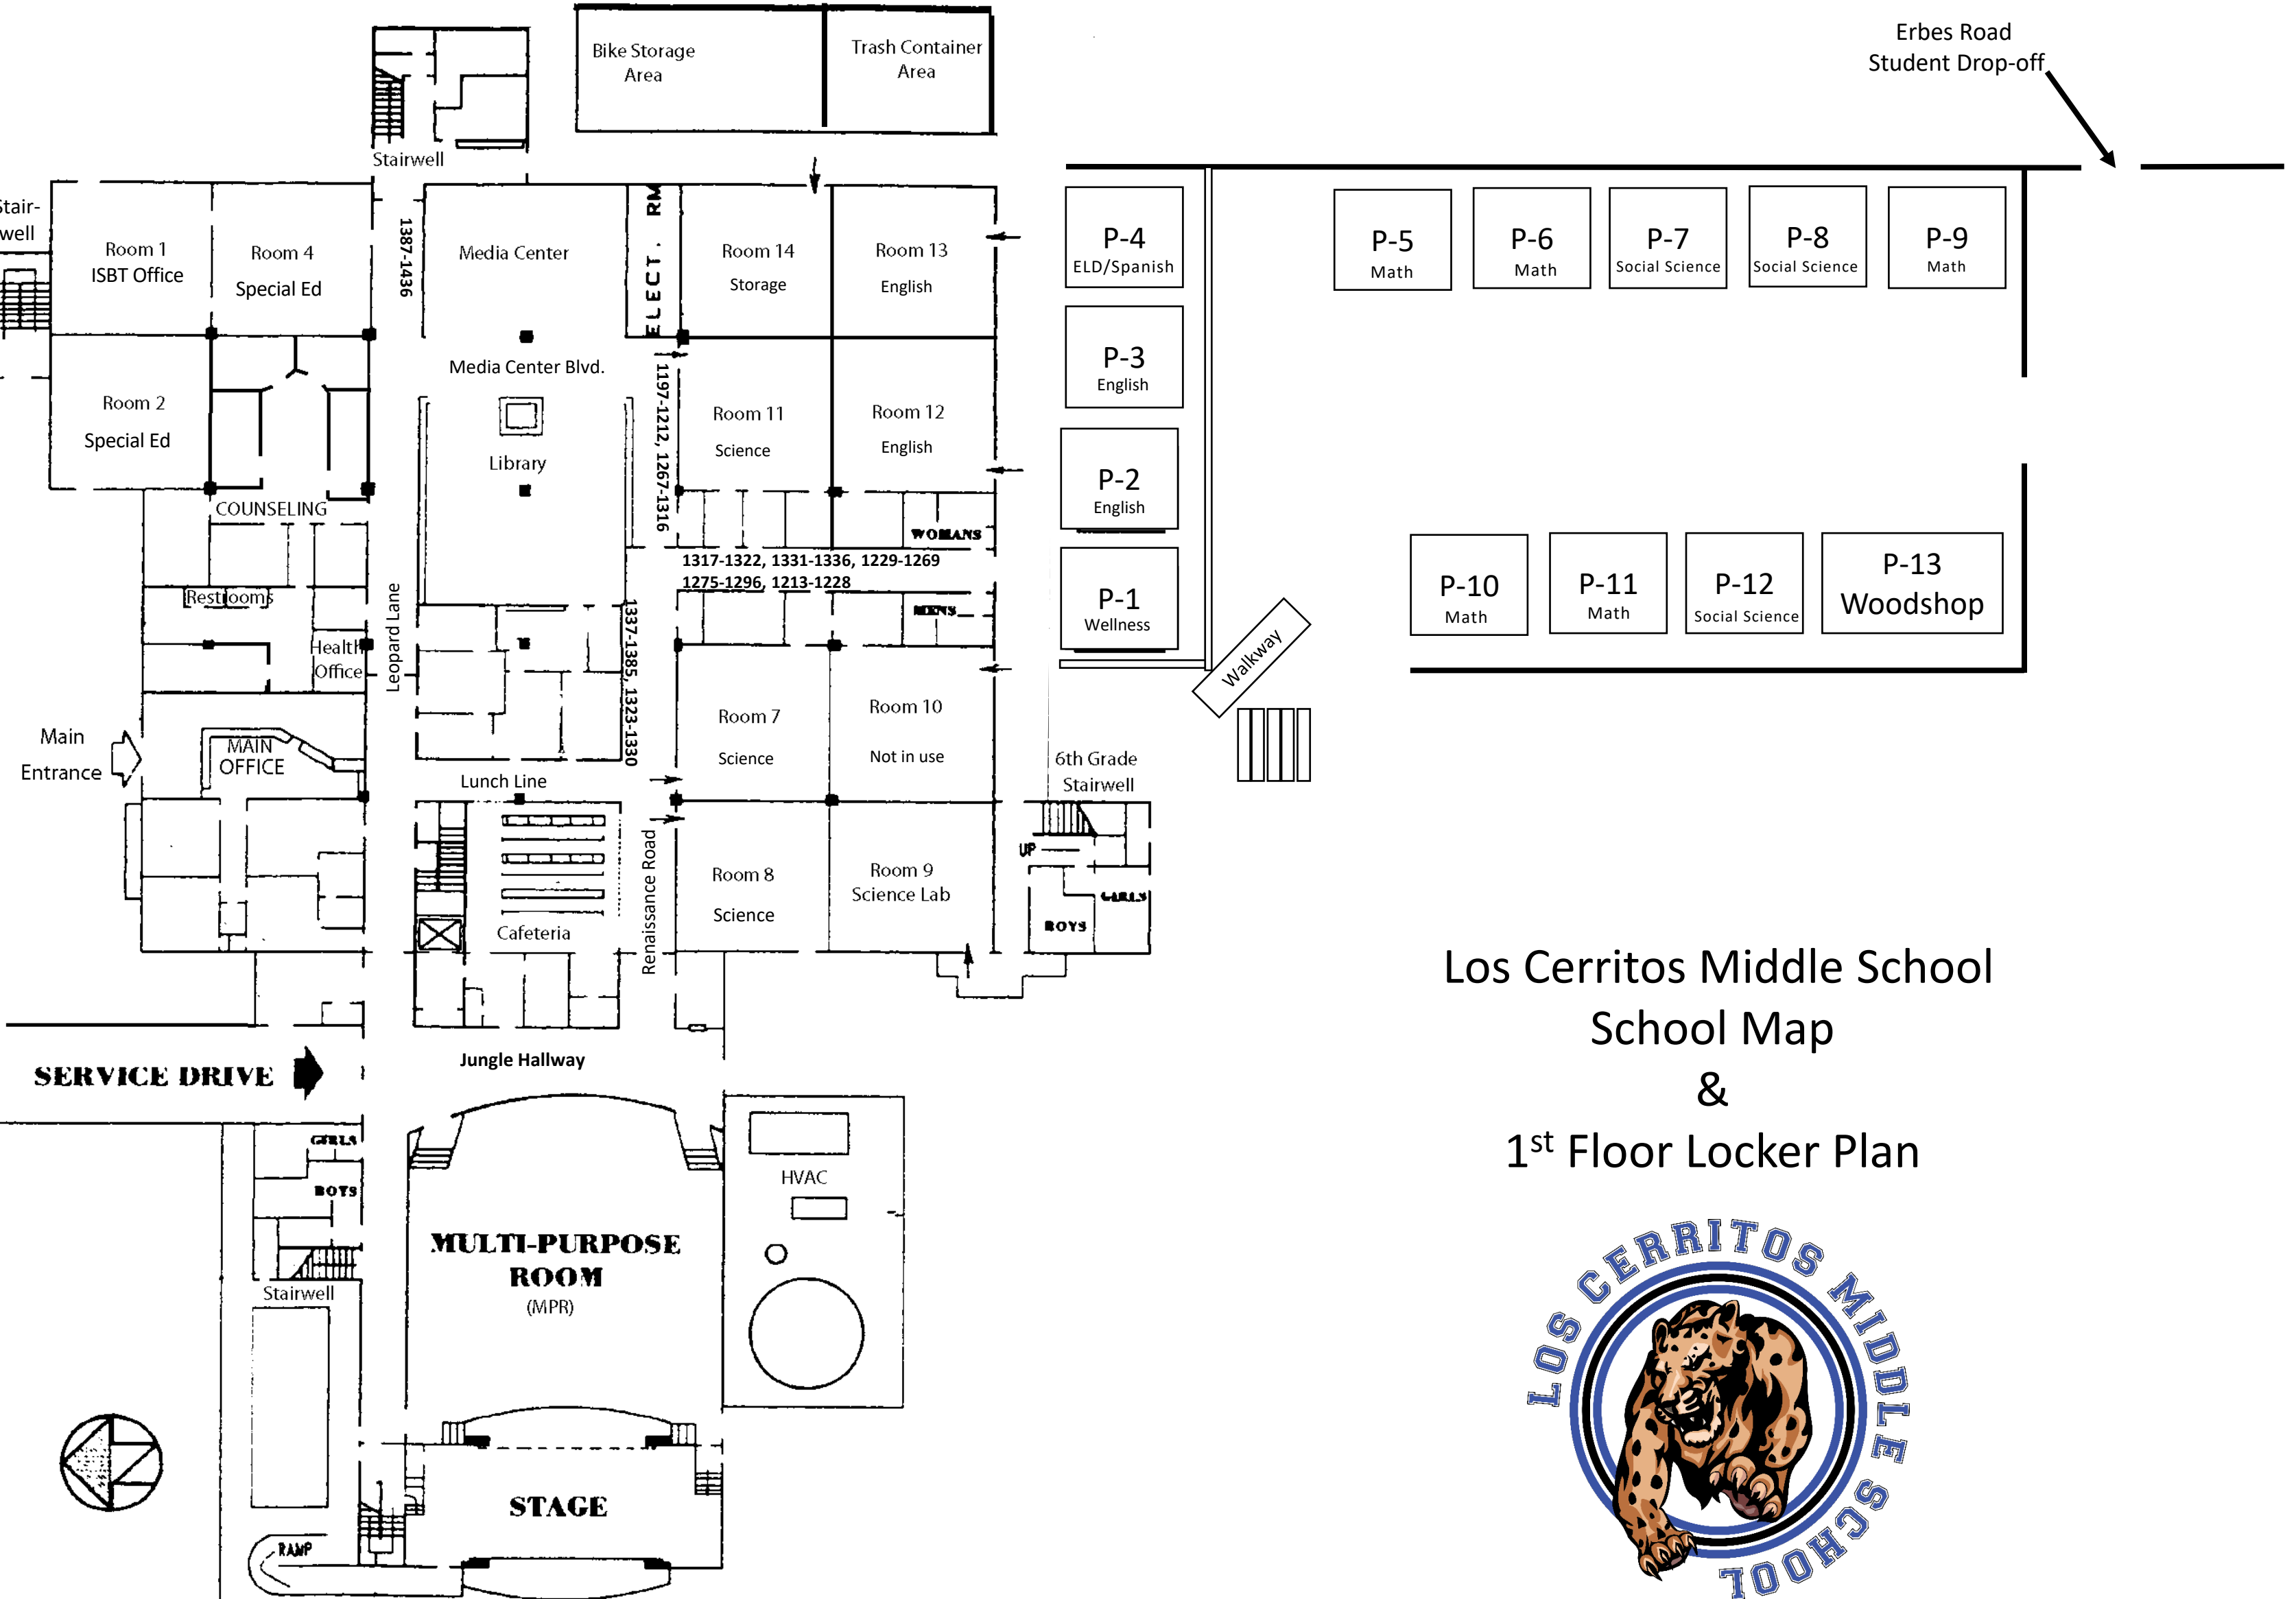 Erbes Road
Student Drop-off
Bike Storage
Area
Trash Container
Area
Stairwell
Stair-
well
Room 1
ISBT Office
Room 4
Special Ed
1387-1436
Media Center
ELECT. RM
Room 14
Storage
Room 13
English
P-4
ELD/Spanish
P-5
Math
P-6
Math
P-7
Social Science
P-8
Social Science
P-9
Math
Room 2
Special Ed
Media Center Blvd.
Library
1197-1212, 1267-1316
Room 11
Science
Room 12
English
P-3
English
P-2
English
COUNSELING
WOMANS
1317-1322, 1331-1336, 1229-1269
1275-1296, 1213-1228
Restrooms
Leopard Lane
1337-1385, 1323-1330
MENS
P-1
Wellness
P-10
Math
P-11
Math
P-12
Social Science
P-13
Woodshop
Health
Office
Walkway
Main
Entrance
MAIN
OFFICE
Room 7
Science
Room 10
Not in use
6th Grade
Stairwell
Lunch Line
Renaissance Road
Room 8
Science
Room 9
Science Lab
UP
GIRLS
BOYS
Cafeteria
Los Cerritos Middle School
School Map
&
1st Floor Locker Plan
Jungle Hallway
SERVICE DRIVE
GIRLS
BOYS
Stairwell
HVAC
MULTI-PURPOSE
ROOM
(MPR)
STAGE
RAMP
LOS CERRITOS MIDDLE SCHOOL